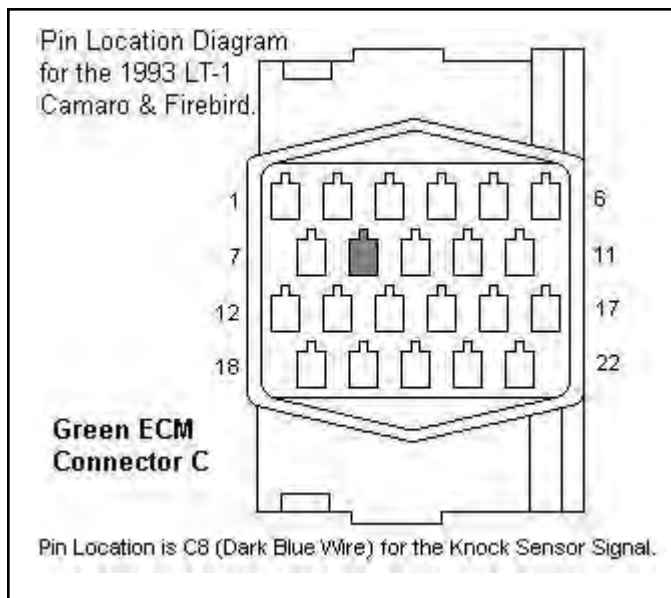 Pin Location Diagram
for the 1993 LT-1
Camaro & Firebird.
1 6
7 11
12 17
18 22
Green ECM
Connector C
Pin Location is C8 (Dark Blue Wire) for the Knock Sensor Signal.